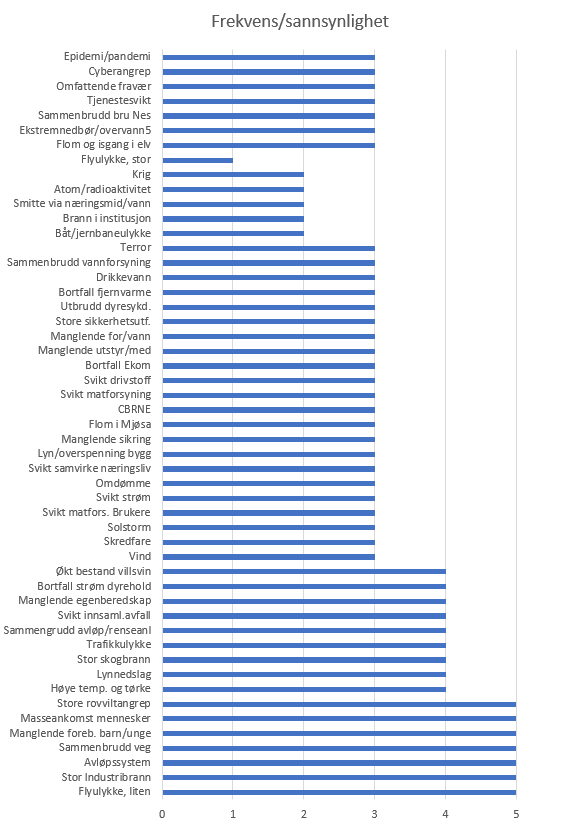 Frekvens/sannsynlighet
Epidemi/pandemi
Cyberangrep
Omfattende fravær
Tjenestesvikt
Sammenbrudd bru Nes
Ekstremnedbør/overvann5
Flom og isgang i elv
Flyulykke, stor
Krig
Atom/radioaktivitet
Smitte via næringsmid/vann
Brann i institusjon
Båt/jernbaneulykke
Terror
Sammenbrudd vannforsyning
Drikkevann
Bortfall fjernvarme
Utbrudd dyresykd.
Store sikkerhetsutf.
Manglende for/vann
Manglende utstyr/med
Bortfall Ekom
Svikt drivstoff
Svikt matforsyning
CBRNE
Flom i Mjøsa
Manglende sikring
Lyn/overspenning bygg
Svikt samvirke næringsliv
Omdømme
Svikt strøm
Svikt matfors. Brukere
Solstorm
Skredfare
Vind
Økt bestand villsvin
Bortfall strøm dyrehold
Manglende egenberedskap
Svikt innsaml.avfall
Sammengrudd avløp/renseanl
Trafikkulykke
Stor skogbrann
Lynnedslag
Høye temp. og tørke
Store rovviltangrep
Masseankomst mennesker
Manglende foreb. barn/unge
Sammenbrudd veg
Avløpssystem
Stor Industribrann
Flyulykke, liten
0 1 2 3 4 5